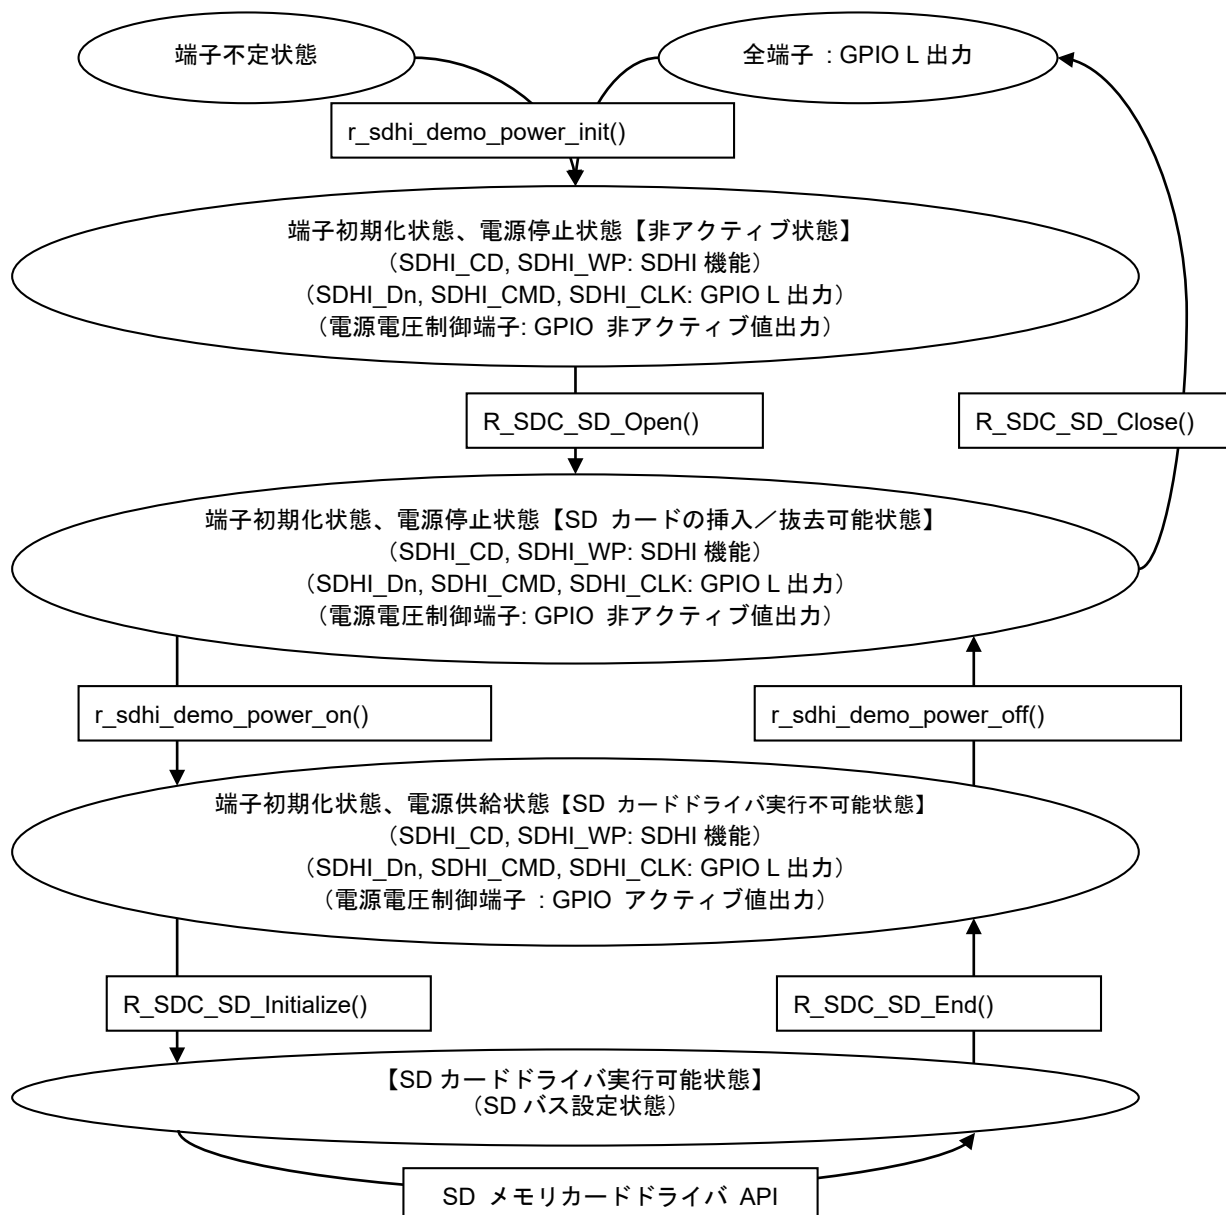 端子不定状態
全端子 : GPIO L 出力
r_sdhi_demo_power_init()
端子初期化状態、電源停止状態【非アクティブ状態】
（SDHI_CD, SDHI_WP: SDHI 機能）
（SDHI_Dn, SDHI_CMD, SDHI_CLK: GPIO L 出力）
（電源電圧制御端子: GPIO 非アクティブ値出力）
R_SDC_SD_Open()
R_SDC_SD_Close()
端子初期化状態、電源停止状態【SD カードの挿入／抜去可能状態】
（SDHI_CD, SDHI_WP: SDHI 機能）
（SDHI_Dn, SDHI_CMD, SDHI_CLK: GPIO L 出力）
（電源電圧制御端子: GPIO 非アクティブ値出力）
r_sdhi_demo_power_on()
r_sdhi_demo_power_off()
端子初期化状態、電源供給状態【SD カードドライバ実行不可能状態】
（SDHI_CD, SDHI_WP: SDHI 機能）
（SDHI_Dn, SDHI_CMD, SDHI_CLK: GPIO L 出力）
（電源電圧制御端子 : GPIO アクティブ値出力）
R_SDC_SD_Initialize()
R_SDC_SD_End()
【SD カードドライバ実行可能状態】
（SD バス設定状態）
SD メモリカードドライバ API